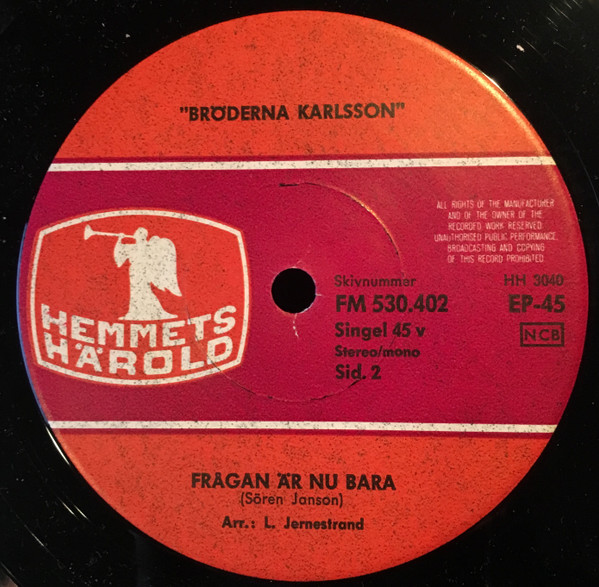 "BRÖDERNA KARLSSON"
ALL RIGHTS OF THE MANUFACTURER
AND OF THE OWNER OF THE
RECORDED WORK RESERVED.
UNAUTHORISED PUBLIC PERFORMANCE,
BROADCASTING AND COPYING
OF THIS RECORD PROHIBITED.
HEMMETS
HÄROLD
Skivnummer
HH 3040
FM 530.402
EP-45
Singel 45 v
NCB
Stereo/mono
Sid. 2
FRÅGAN ÄR NU BARA
(Sören Janson)
Arr.: L. Jernestrand